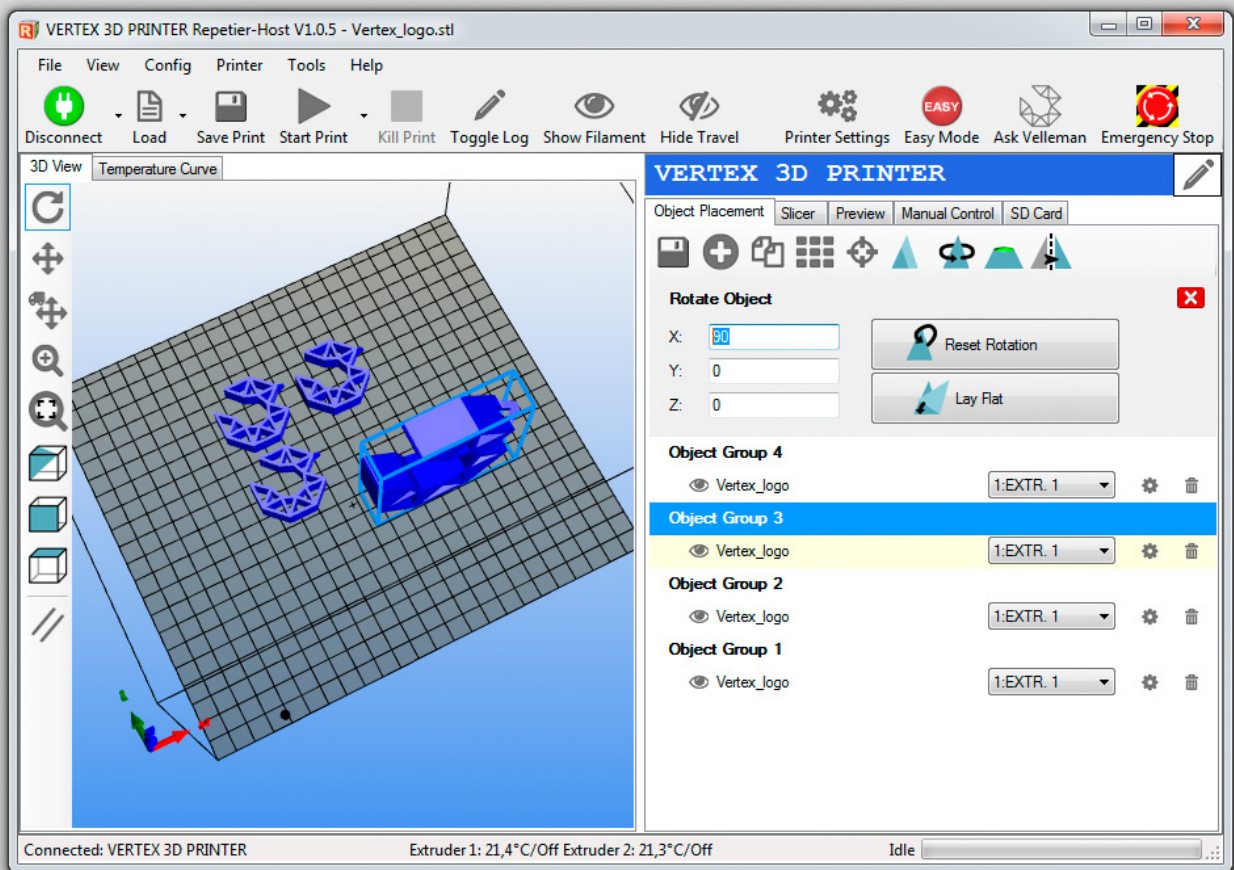 VERTEX 3D PRINTER Repetier-Host V1.0.5 - Vertex_logo.stl
File View Config Printer Tools Help
Disconnect Load Save Print Start Print Kill Print Toggle Log Show Filament Hide Travel Printer Settings EASY Easy Mode Ask Velleman Emergency Stop
3D View Temperature Curve
VERTEX 3D PRINTER
Object Placement Slicer Preview Manual Control SD Card
Rotate Object
X: 90 Reset Rotation
Y: 0
Z: 0 Lay Flat
Object Group 4
Vertex_logo 1:EXTR. 1
Object Group 3
Vertex_logo 1:EXTR. 1
Object Group 2
Vertex_logo 1:EXTR. 1
Object Group 1
Vertex_logo 1:EXTR. 1
Connected: VERTEX 3D PRINTER Extruder 1: 21,4°C/Off Extruder 2: 21,3°C/Off Idle